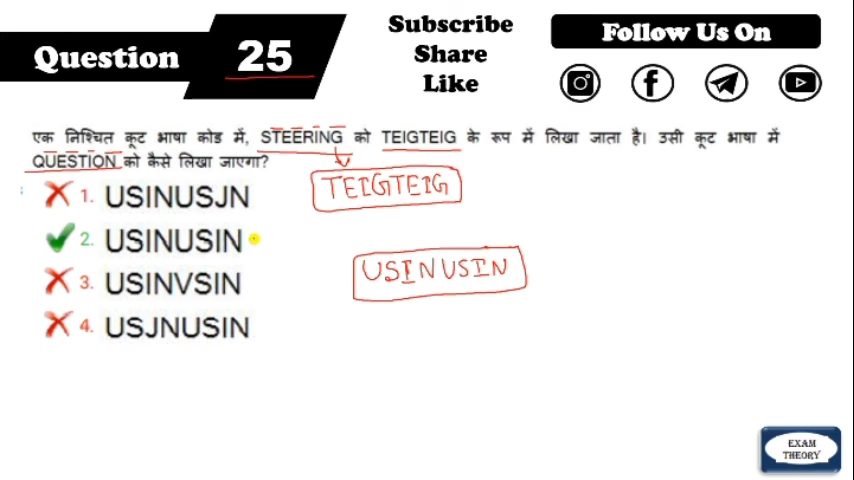 Question 25
Subscribe
Share
Like
Follow Us On
एक निश्चित कूट भाषा कोड में, STEERING को TEIGTEIG के रूप में लिखा जाता है। उसी कूट भाषा में
QUESTION को कैसे लिखा जाएगा?
TEIGTEIG
1. USINUSJN
2. USINUSIN
USINUSIN
3. USINVSIN
4. USJNUSIN
EXAM
THEORY